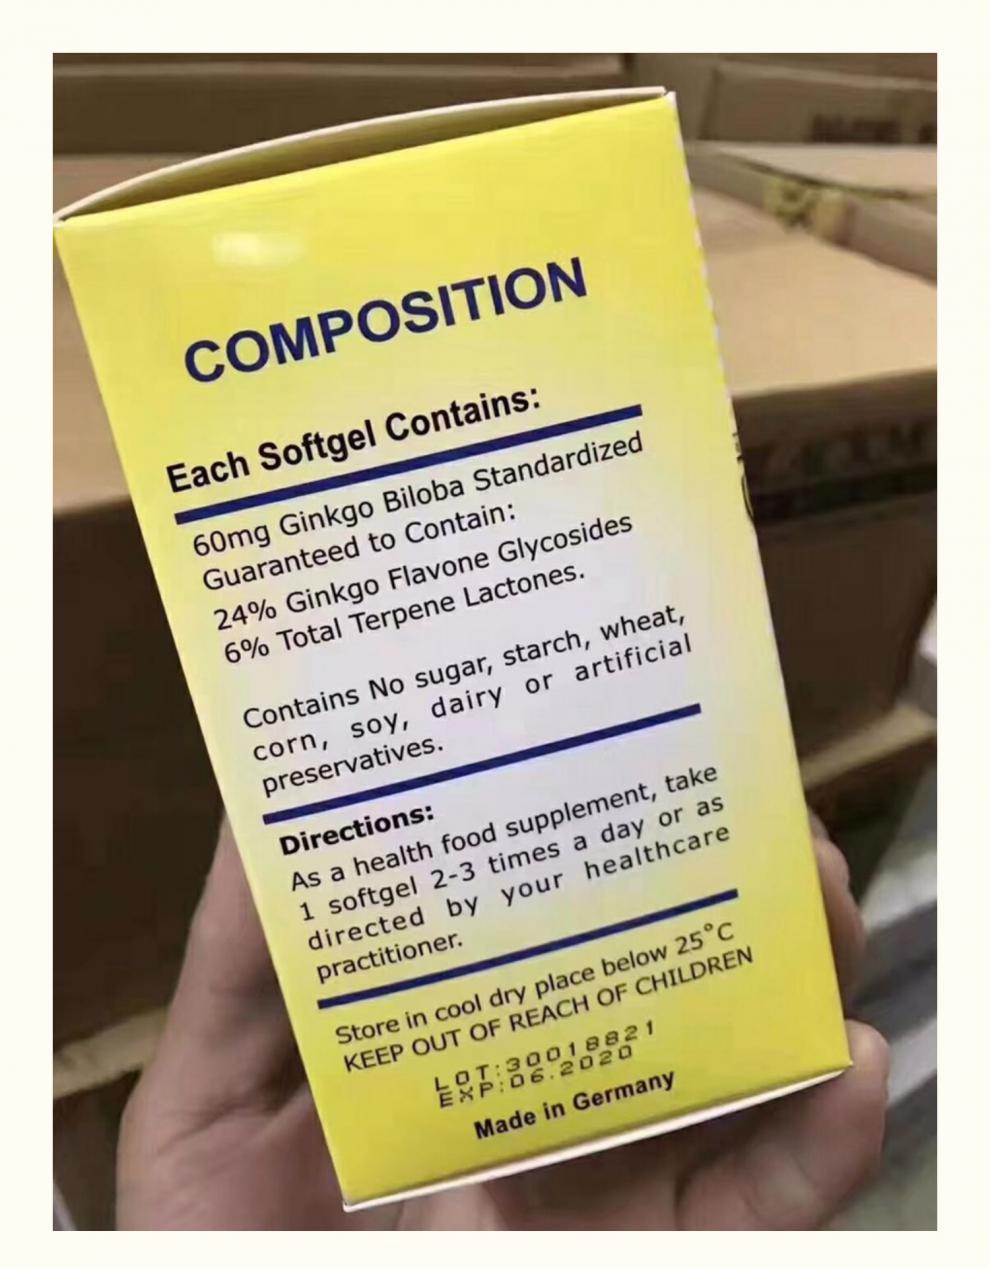 COMPOSITION
Each Softgel Contains:
60mg Ginkgo Biloba Standardized
Guaranteed to Contain:
24% Ginkgo Flavone Glycosides
6% Total Terpene Lactones.
Contains No sugar, starch, wheat,
corn, soy, dairy or artificial
preservatives.
Directions:
As a health food supplement, take
1 softgel 2-3 times a day or as
directed by your healthcare
practitioner.
Store in cool dry place below 25°C
KEEP OUT OF REACH OF CHILDREN
LOT:30018821
EXP:06.2020
Made in Germany